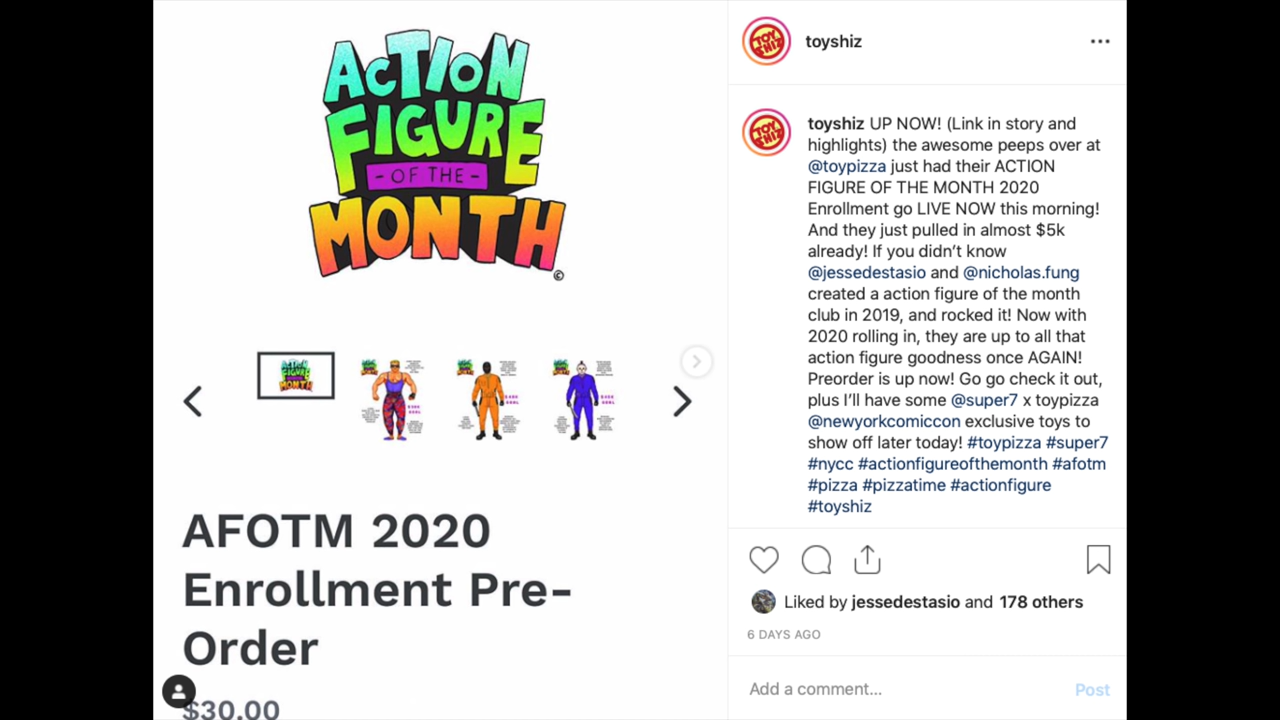 ACTION
FIGURE
- OF THE -
MONTH
©
AFOTM 2020
Enrollment Pre-
Order
$30.00
TOY
SHIZ
toyshiz
TOY
SHIZ
toyshiz UP NOW! (Link in story and
highlights) the awesome peeps over at
@toypizza just had their ACTION
FIGURE OF THE MONTH 2020
Enrollment go LIVE NOW this morning!
And they just pulled in almost $5k
already! If you didn’t know
@jessedestasio and @nicholas.fung
created a action figure of the month
club in 2019, and rocked it! Now with
2020 rolling in, they are up to all that
action figure goodness once AGAIN!
Preorder is up now! Go go check it out,
plus I’ll have some @super7 x toypizza
@newyorkcomiccon exclusive toys to
show off later today! #toypizza #super7
#nycc #actionfigureofthemonth #afotm
#pizza #pizzatime #actionfigure
#toyshiz
Liked by jessedestasio and 178 others
6 DAYS AGO
Add a comment...
Post